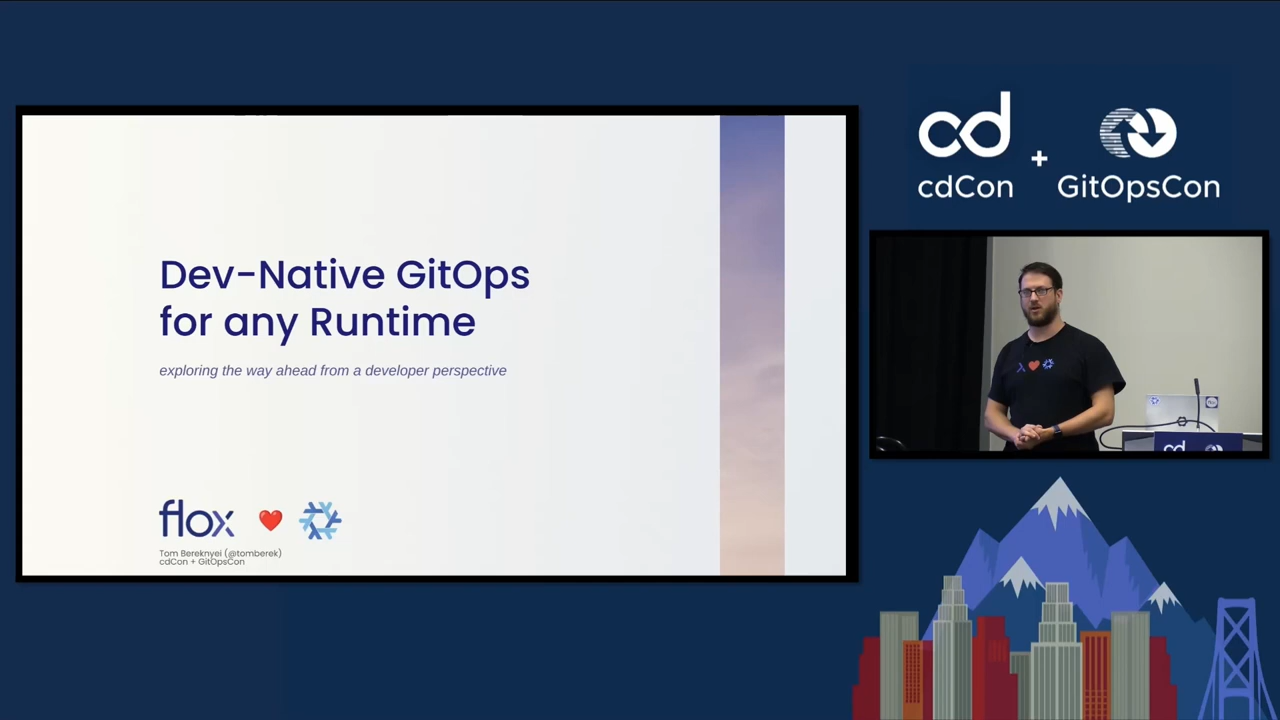 Dev-Native GitOps
for any Runtime
exploring the way ahead from a developer perspective
flox
Tom Bereknyei (@tomberek)
cdCon + GitOpsCon
cd
cdCon
+
GitOpsCon
cd